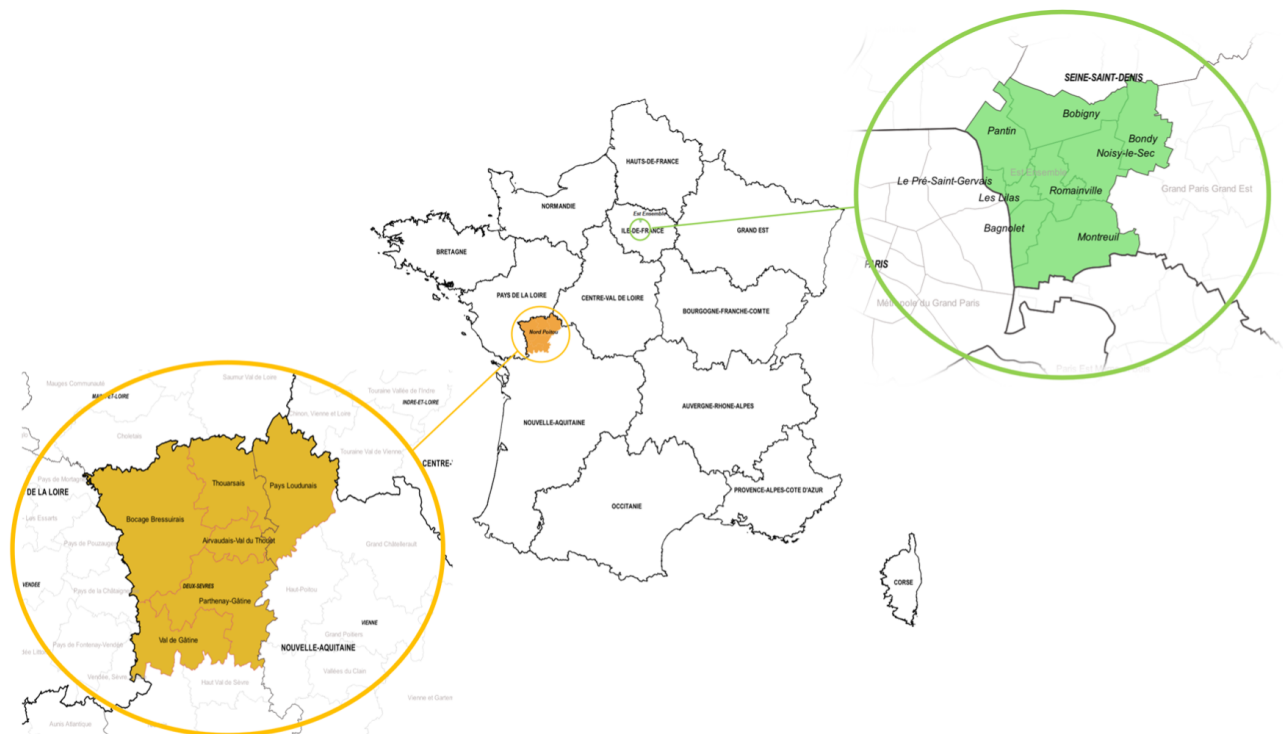 SEINE-SAINT-DENIS
Bobigny
Pantin
Bondy
Noisy-le-Sec
Est Ensemble
Le Pré-Saint-Gervais
Romainville
Grand Paris Grand Est
Les Lilas
Bagnolet
Montreuil
PARIS
Métropole du Grand Paris
HAUTS-DE-FRANCE
NORMANDIE
Est Ensemble
ILE-DE-FRANCE
GRAND EST
BRETAGNE
PAYS DE LA LOIRE
CENTRE-VAL DE LOIRE
BOURGOGNE-FRANCHE-COMTE
Nord Poitou
AUVERGNE-RHONE-ALPES
NOUVELLE-AQUITAINE
PROVENCE-ALPES-COTE D'AZUR
OCCITANIE
CORSE
Saumur Val de Loire
Mauges Communauté
Touraine Vallée de l'Indre
INDRE-ET-LOIRE
Chinon, Vienne et Loire
Choletais
Touraine Val de Vienne
CENTRE-
Thouarsais
Pays Loudunais
Pays de Mortagne
DE LA LOIRE
Bocage Bressuirais
Les Essarts
Airvaudais-Val du Thouet
Pays de Pouzauges
Grand Châtellerault
VENDEE
DEUX-SEVRES
Haut-Poitou
Pays de la Châtaigne
Parthenay-Gâtine
VIENNE
Val de Gâtine
Grand Poitiers
Pays de Fontenay-Vendée
NOUVELLE-AQUITAINE
Vallées du Clain
Vendée, Sèvre
Haut Val de Sèvre
Vienne et Gartem
Aunis Atlantique